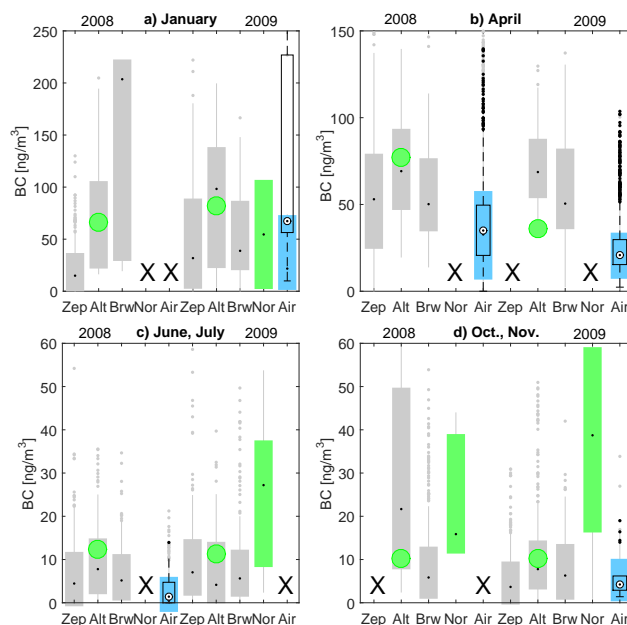 2008 a) January 2009
BC [ng/m³]
250
200
150
100
50
0
X X
Zep Alt Brw Nor Air Zep Alt Brw Nor Air
2008 b) April 2009
BC [ng/m³]
150
100
50
0
X X X
Zep Alt Brw Nor Air Zep Alt Brw Nor Air
2008 c) June, July 2009
BC [ng/m³]
60
50
40
30
20
10
0
X X
Zep Alt Brw Nor Air Zep Alt Brw Nor Air
2008 d) Oct., Nov. 2009
BC [ng/m³]
60
50
40
30
20
10
0
X X
Zep Alt Brw Nor Air Zep Alt Brw Nor Air